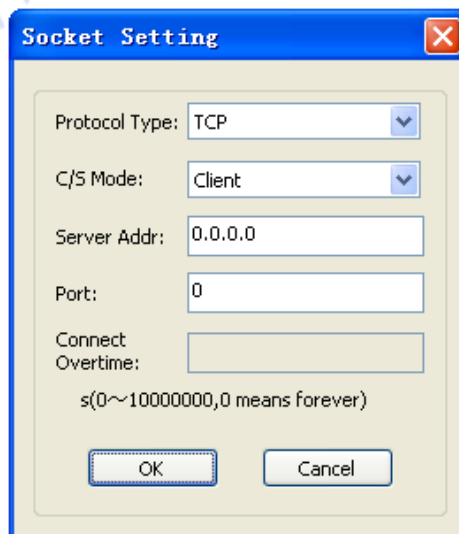 Socket Setting
Protocol Type: TCP
C/S Mode: Client
Server Addr: 0.0.0.0
Port: 0
Connect
Overtime:
s(0～10000000,0 means forever)
OK Cancel